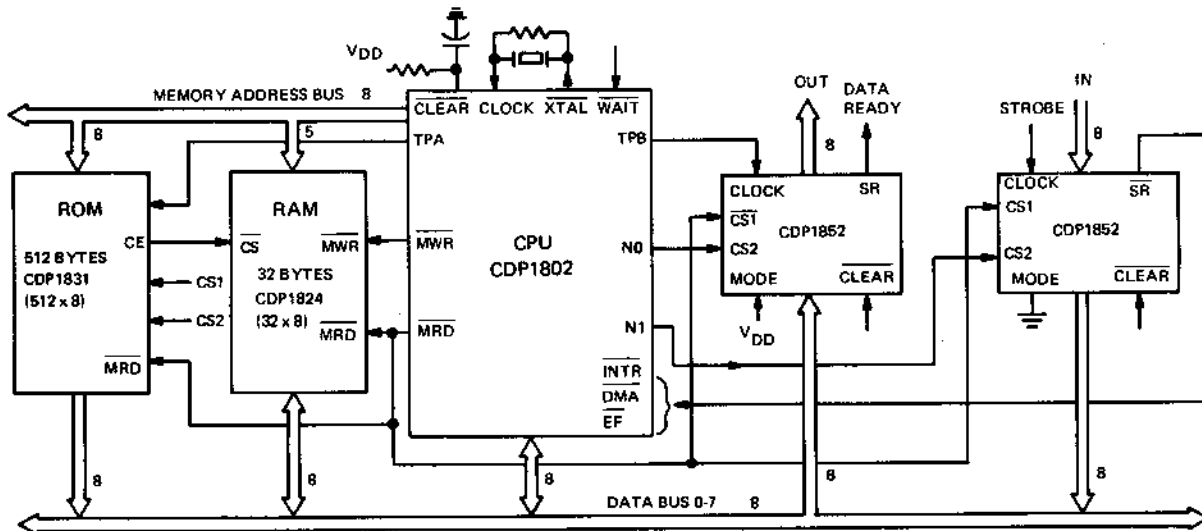 V DD
MEMORY ADDRESS BUS 8
8
5
CLEAR CLOCK XTAL WAIT
TPA
TPB
CPU
CDP1802
MWR
MRD
N0
N1
INTR
DMA
EF
ROM
CE
512 BYTES
CDP1831
(512 x 8)
CS1
CS2
MRD
RAM
CS
MWR
32 BYTES
CDP1824
(32 x 8)
MRD
OUT
8
DATA
READY
CLOCK
SR
CS1
CDP1852
CS2
MODE
CLEAR
V DD
IN
8
STROBE
CLOCK
SR
CS1
CDP1852
CS2
MODE
CLEAR
8
8
8
8
8
DATA BUS 0-7 8